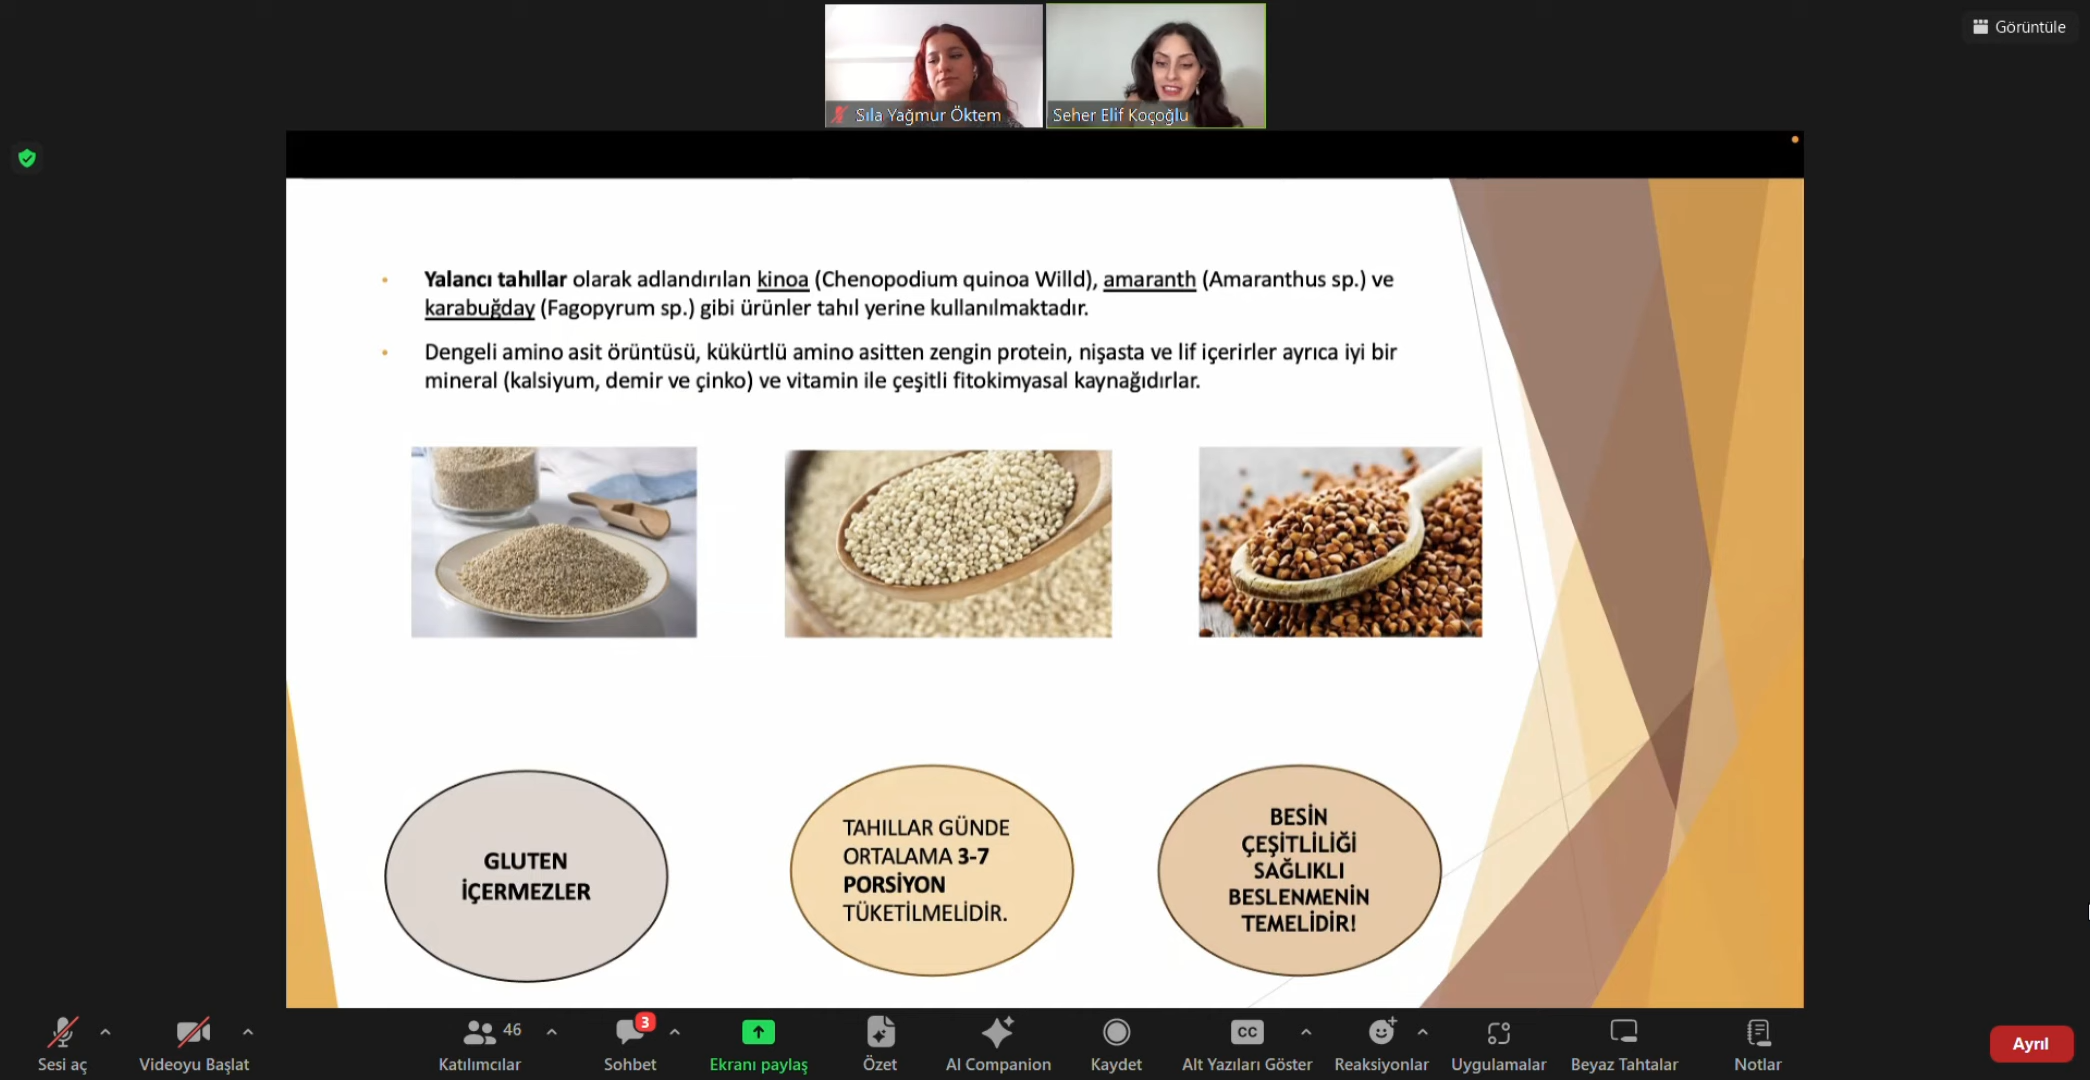 Görüntüle
Sıla Yağmur Öktem
Seher Elif Koçoğlu
Yalancı tahıllar olarak adlandırılan kinoa (Chenopodium quinoa Willd), amaranth (Amaranthus sp.) ve
karabuğday (Fagopyrum sp.) gibi ürünler tahıl yerine kullanılmaktadır.
Dengeli amino asit örüntüsü, kükürtlü amino asitten zengin protein, nişasta ve lif içerirler ayrıca iyi bir
mineral (kalsiyum, demir ve çinko) ve vitamin ile çeşitli fitokimyasal kaynağıdırlar.
GLUTEN
İÇERMEZLER
TAHILLAR GÜNDE
ORTALAMA 3-7
PORSİYON
TÜKETİLMELİDİR.
BESİN
ÇEŞİTLİLİĞİ
SAĞLIKLI
BESLENMENİN
TEMELİDİR!
46
3
CC
Sesi aç
Videoyu Başlat
Katılımcılar
Sohbet
Ekranı paylaş
Özet
AI Companion
Kaydet
Alt Yazıları Göster
Reaksiyonlar
Uygulamalar
Beyaz Tahtalar
Notlar
Ayrıl